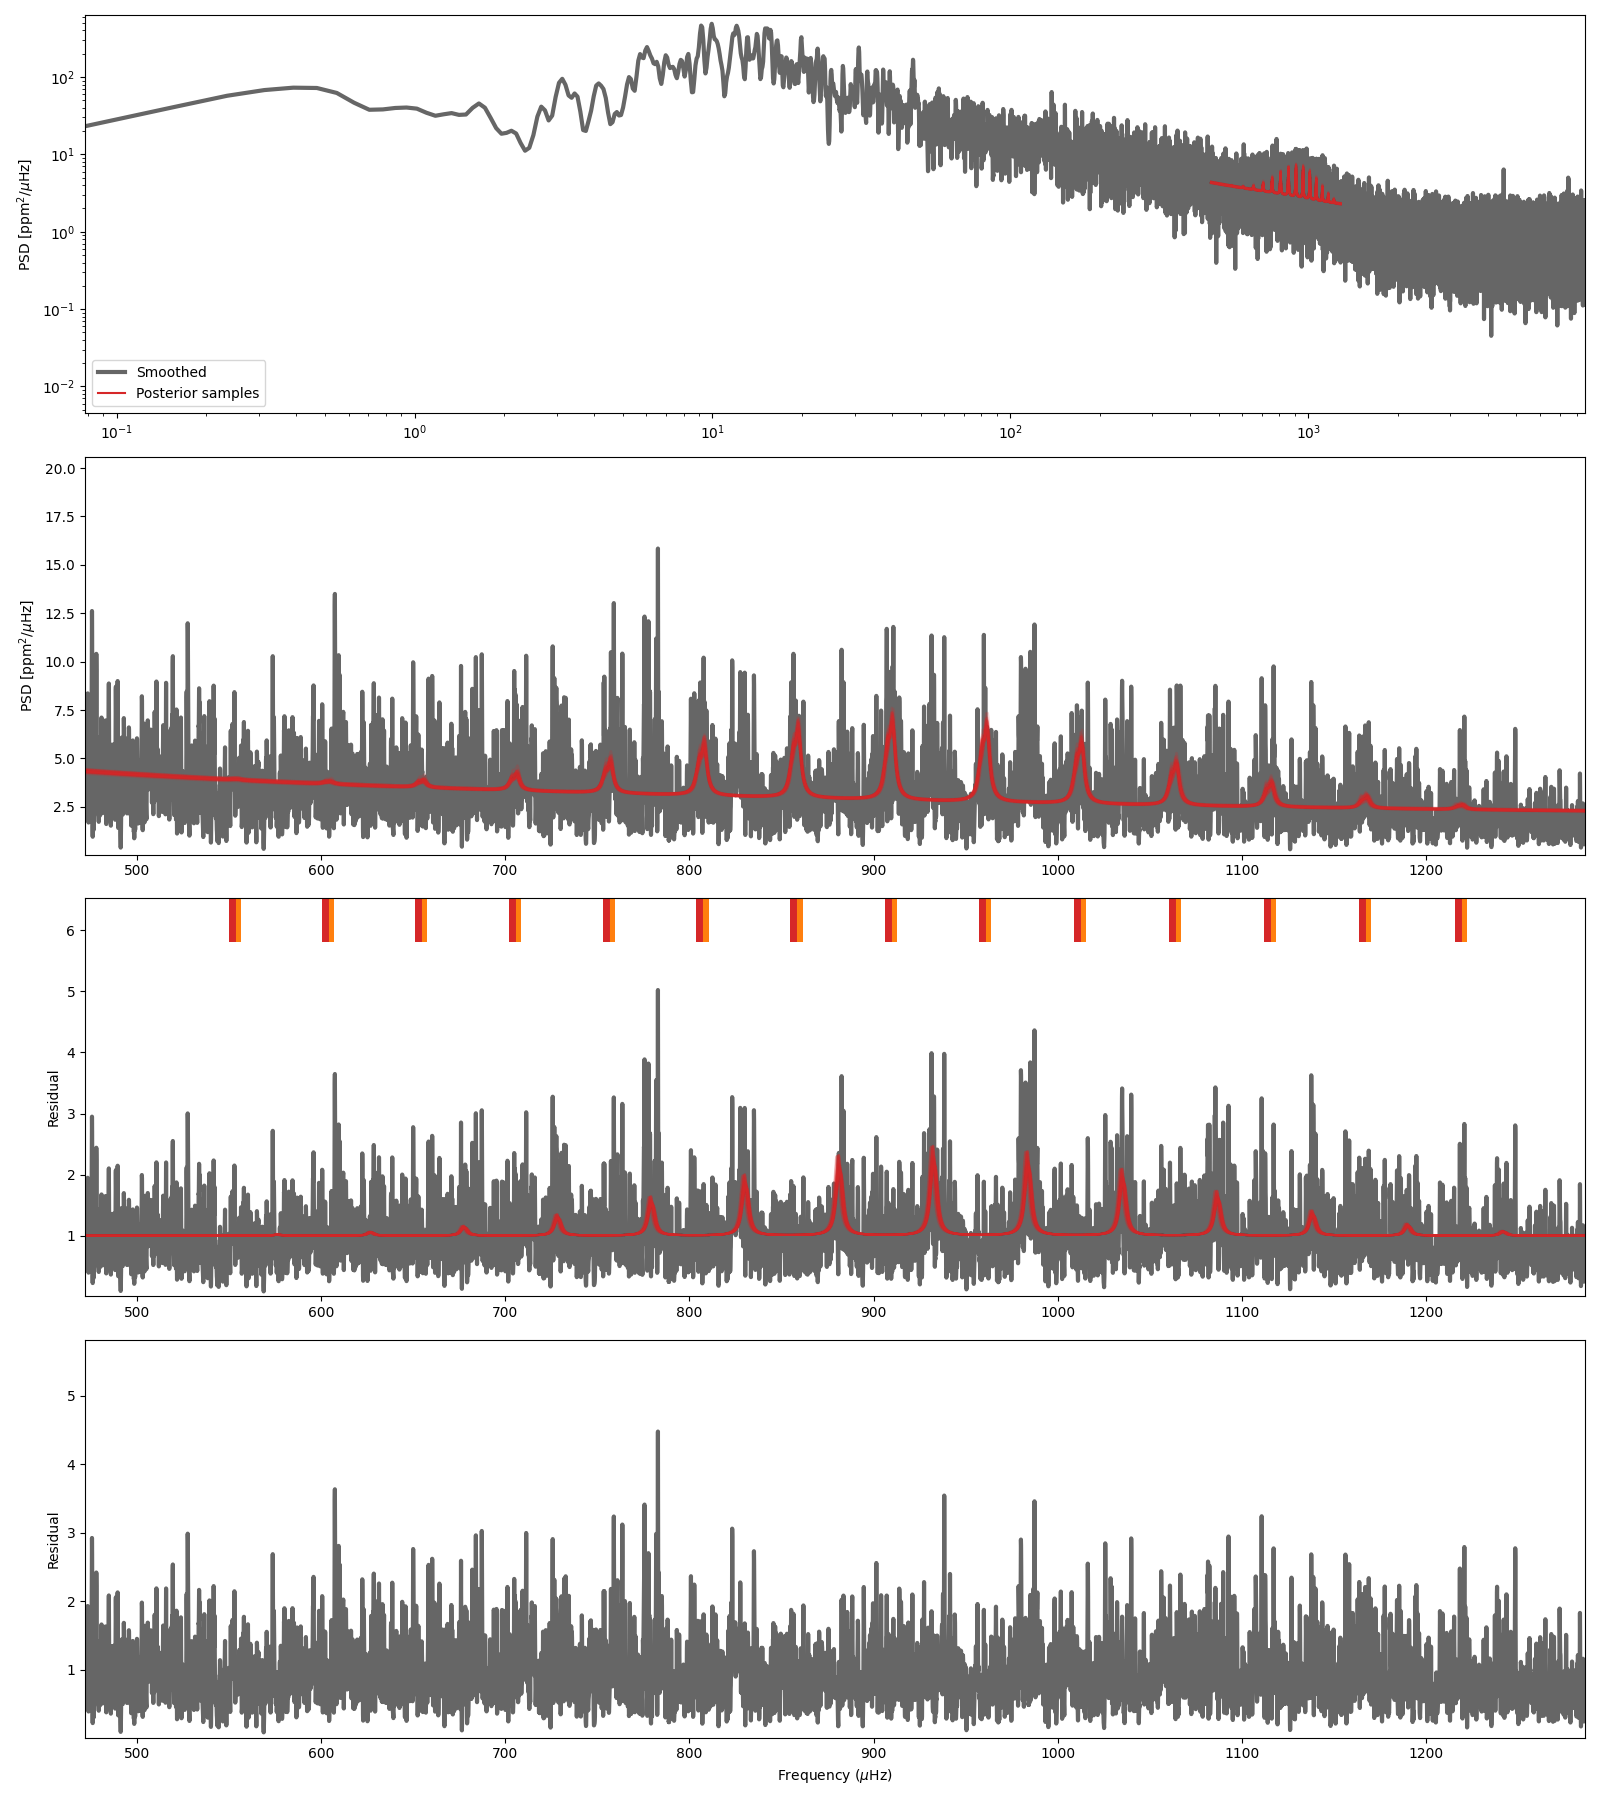 PSD [ppm²/μHz]
10²
10¹
10⁰
10⁻¹
10⁻²
Smoothed
Posterior samples
10⁻¹ 10⁰ 10¹ 10² 10³
PSD [ppm²/μHz]
20.0
17.5
15.0
12.5
10.0
7.5
5.0
2.5
500 600 700 800 900 1000 1100 1200
Residual
6
5
4
3
2
1
500 600 700 800 900 1000 1100 1200
Residual
5
4
3
2
1
500 600 700 800 900 1000 1100 1200
Frequency (μHz)